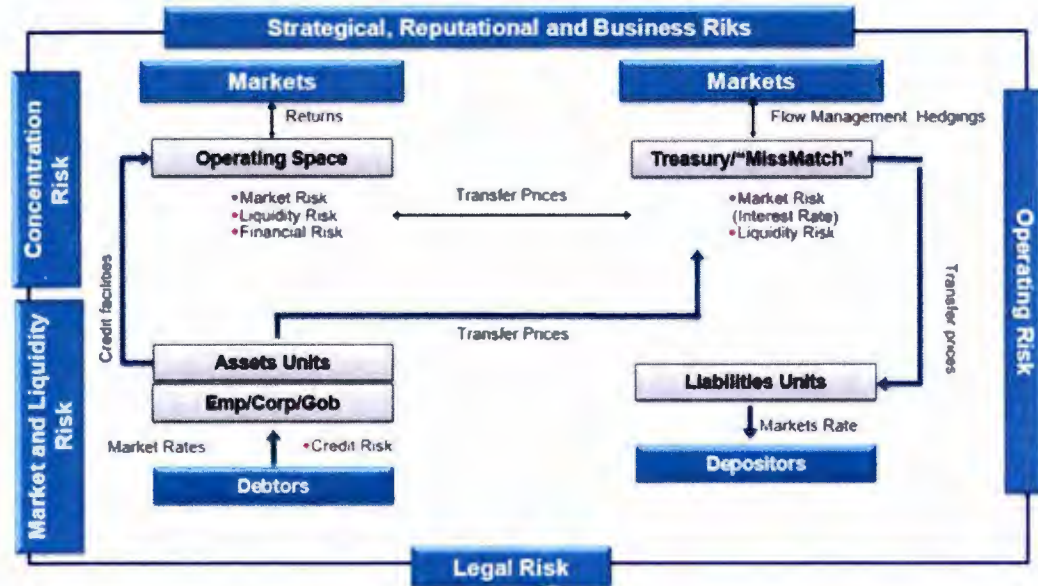 Strategical, Reputational and Business Riks
Markets
Markets
Returns
Flow Management Hedgings
Operating Space
Treasury/"MissMatch"
•Market Risk
•Liquidity Risk
•Financial Risk
Transfer Prices
•Market Risk
(Interest Rate)
•Liquidity Risk
Concentration
Risk
Credit facilities
Transfer Prices
Transfer prices
Operating Risk
Assets Units
Emp/Corp/Gob
Liabilities Units
Market Rates
•Credit Risk
Markets Rate
Debtors
Depositors
Market and Liquidity
Risk
Legal Risk